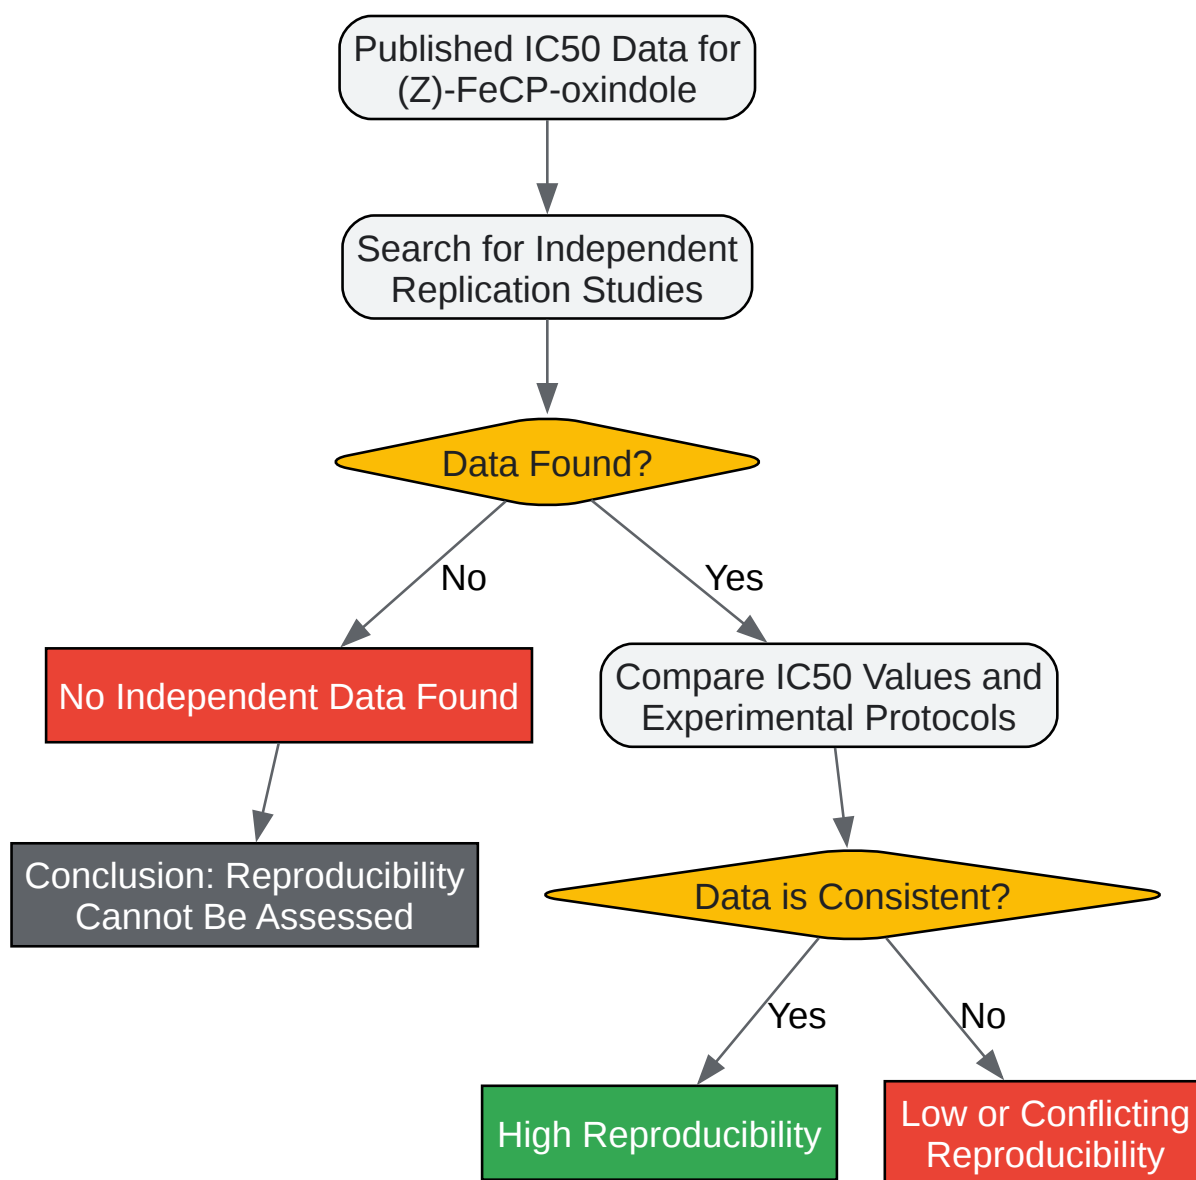 Published IC50 Data for
(Z)-FeCP-oxindole
Search for Independent
Replication Studies
Data Found?
No
Yes
No Independent Data Found
Compare IC50 Values and
Experimental Protocols
Conclusion: Reproducibility
Cannot Be Assessed
Data is Consistent?
Yes
No
High Reproducibility
Low or Conflicting
Reproducibility